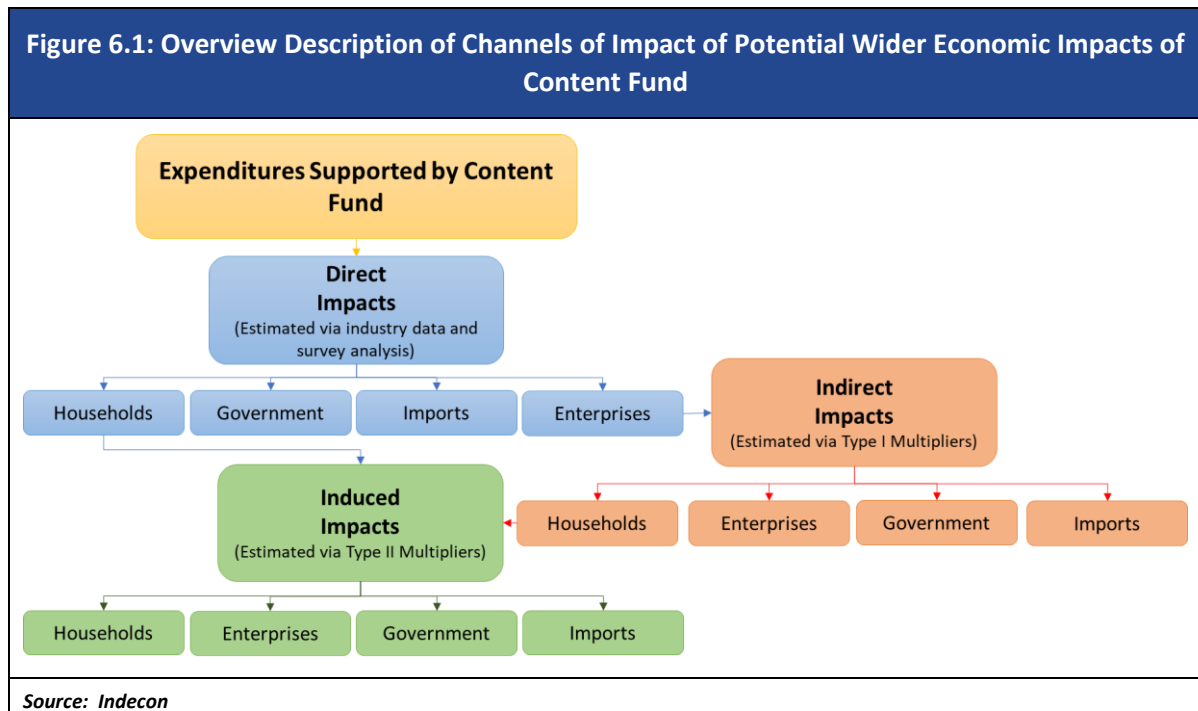 Figure 6.1: Overview Description of Channels of Impact of Potential Wider Economic Impacts of
Content Fund
Expenditures Supported by Content
Fund
Direct
Impacts
(Estimated via industry data and
survey analysis)
Households
Government
Imports
Enterprises
Indirect
Impacts
(Estimated via Type I Multipliers)
Induced
Impacts
(Estimated via Type II Multipliers)
Households
Enterprises
Government
Imports
Households
Enterprises
Government
Imports
Source: Indecon